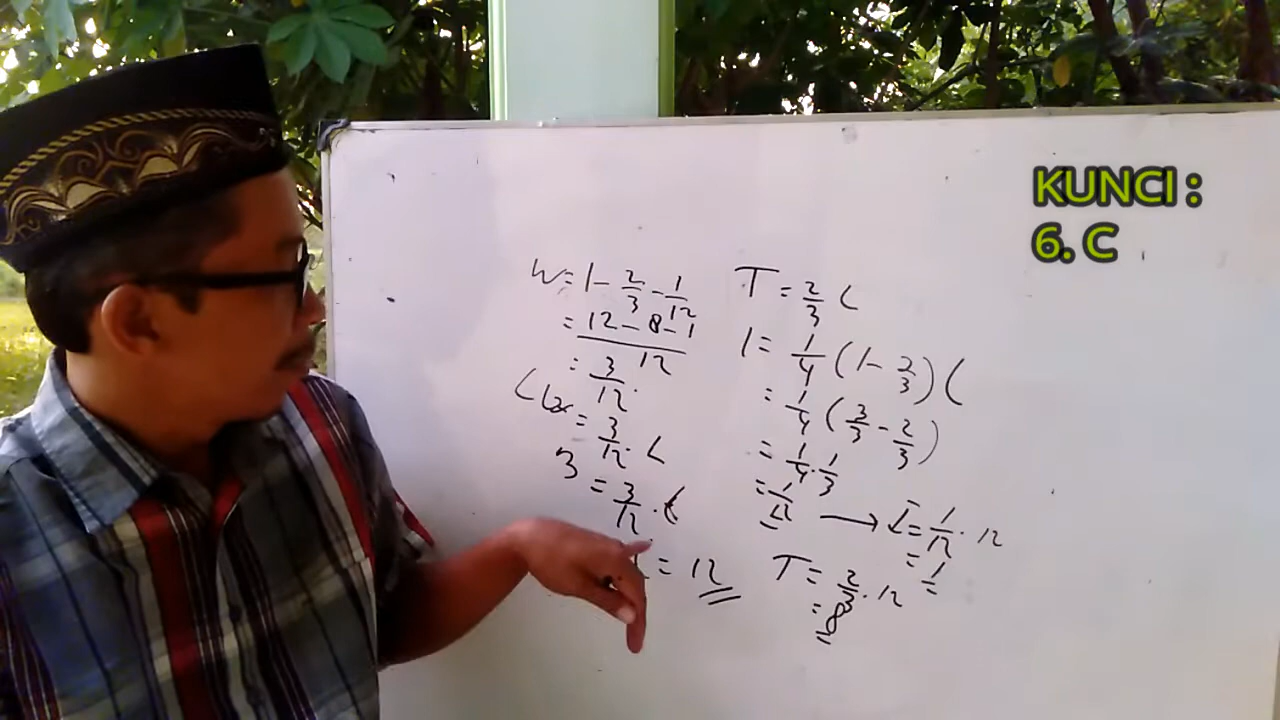 KUNCI :
6. C
W = 1 - 2/3 - 1/12
= 12 - 8 - 1 / 12
= 3/12
= 3/12 . L
3 = 3/12 . L
= 12
T = 2/3 L
1 = 1/4 (1 - 2/3) L
= 1/4 (3/3 - 2/3)
= 1/4 . 1/3
= 1/12 → I = 1/12 . 12
= 1
T = 2/3 . 12
= 8